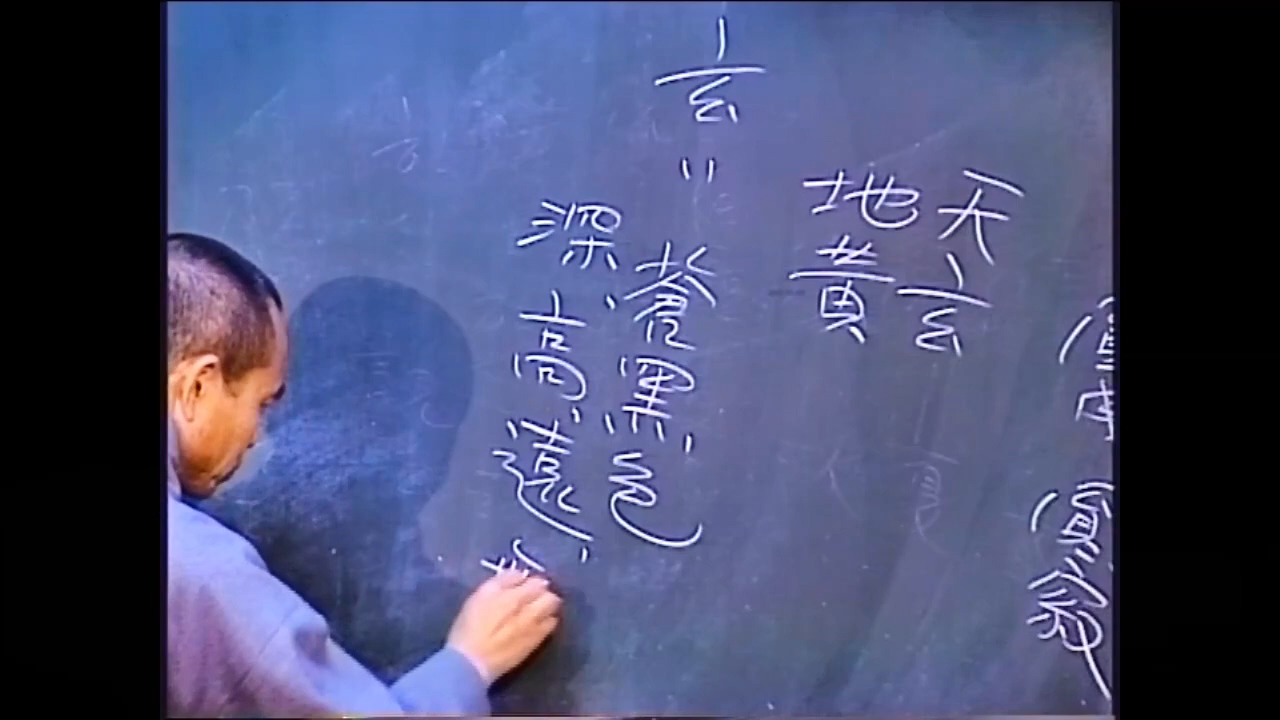 天玄
地黃
玄=
蒼黑色
深、高、遠、